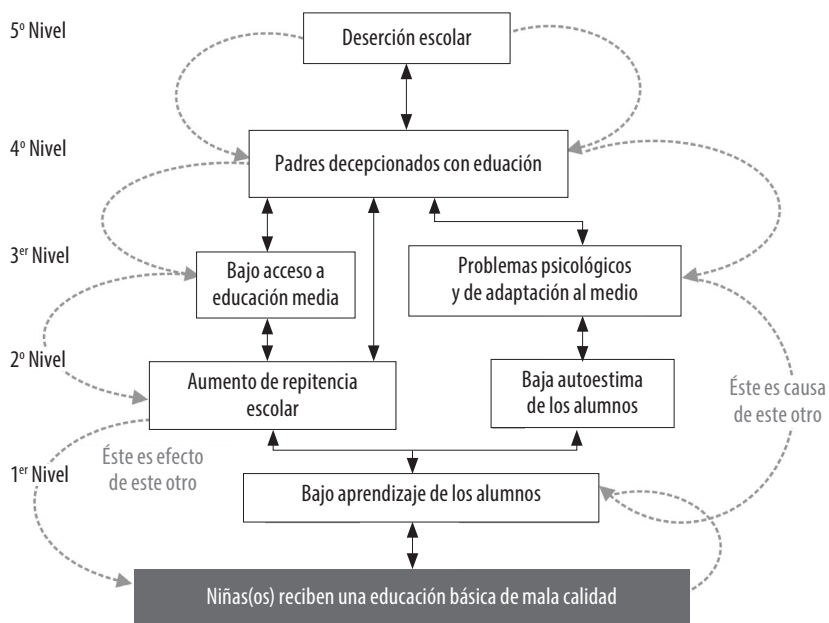 5º Nivel
Deserción escolar
4º Nivel
Padres decepcionados con eduación
3er Nivel
Bajo acceso a
educación media
Problemas psicológicos
y de adaptación al medio
2º Nivel
Aumento de repitencia
escolar
Baja autoestima
de los alumnos
Éste es causa
de este otro
Éste es efecto
de este otro
1er Nivel
Bajo aprendizaje de los alumnos
Niñas(os) reciben una educación básica de mala calidad